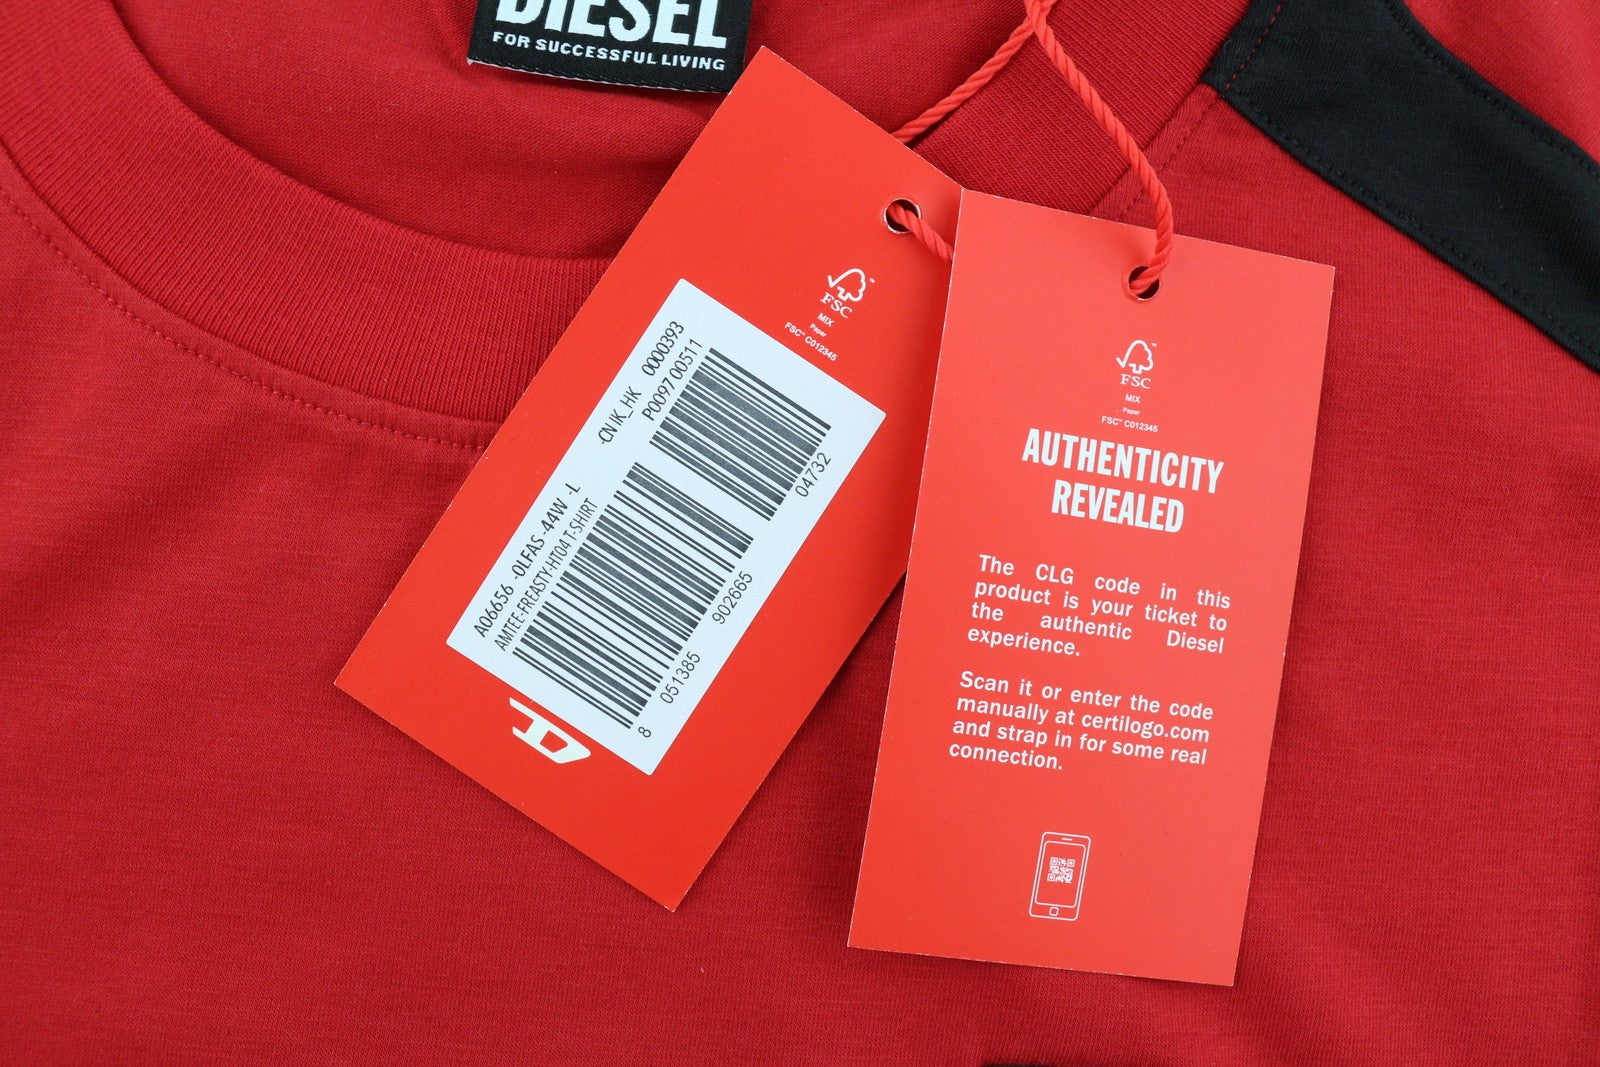 DIESEL
FOR SUCCESSFUL LIVING
FSC
MIX
Paper
FSC™ C012345
-CN IK_HK 0000393
P009700511
04732
A06656 -0LFAS -44W -L
AMTEE-FREASTY-HT04 T-SHIRT
8 051385 902665
FSC
MIX
Paper
FSC™ C012345
AUTHENTICITY
REVEALED
The CLG code in this
product is your ticket to
the authentic Diesel
experience.
Scan it or enter the code
manually at certilogo.com
and strap in for some real
connection.